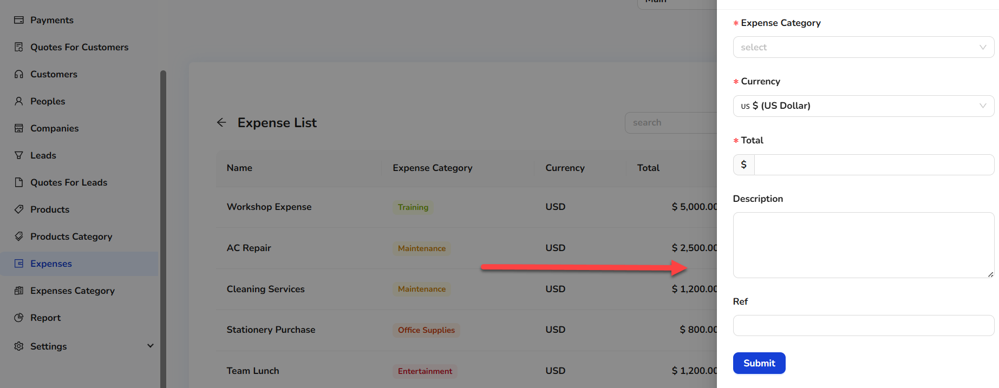 Main
Payments
Quotes For Customers
Customers
Peoples
Companies
Leads
Quotes For Leads
Products
Products Category
Expenses
Expenses Category
Report
Settings
Expense List
search
Name Expense Category Currency Total
Workshop Expense Training USD $ 5,000.00
AC Repair Maintenance USD $ 2,500.00
Cleaning Services Maintenance USD $ 1,200.00
Stationery Purchase Office Supplies USD $ 800.00
Team Lunch Entertainment USD $ 1,200.00
* Expense Category
select
* Currency
US $ (US Dollar)
* Total
$
Description
Ref
Submit